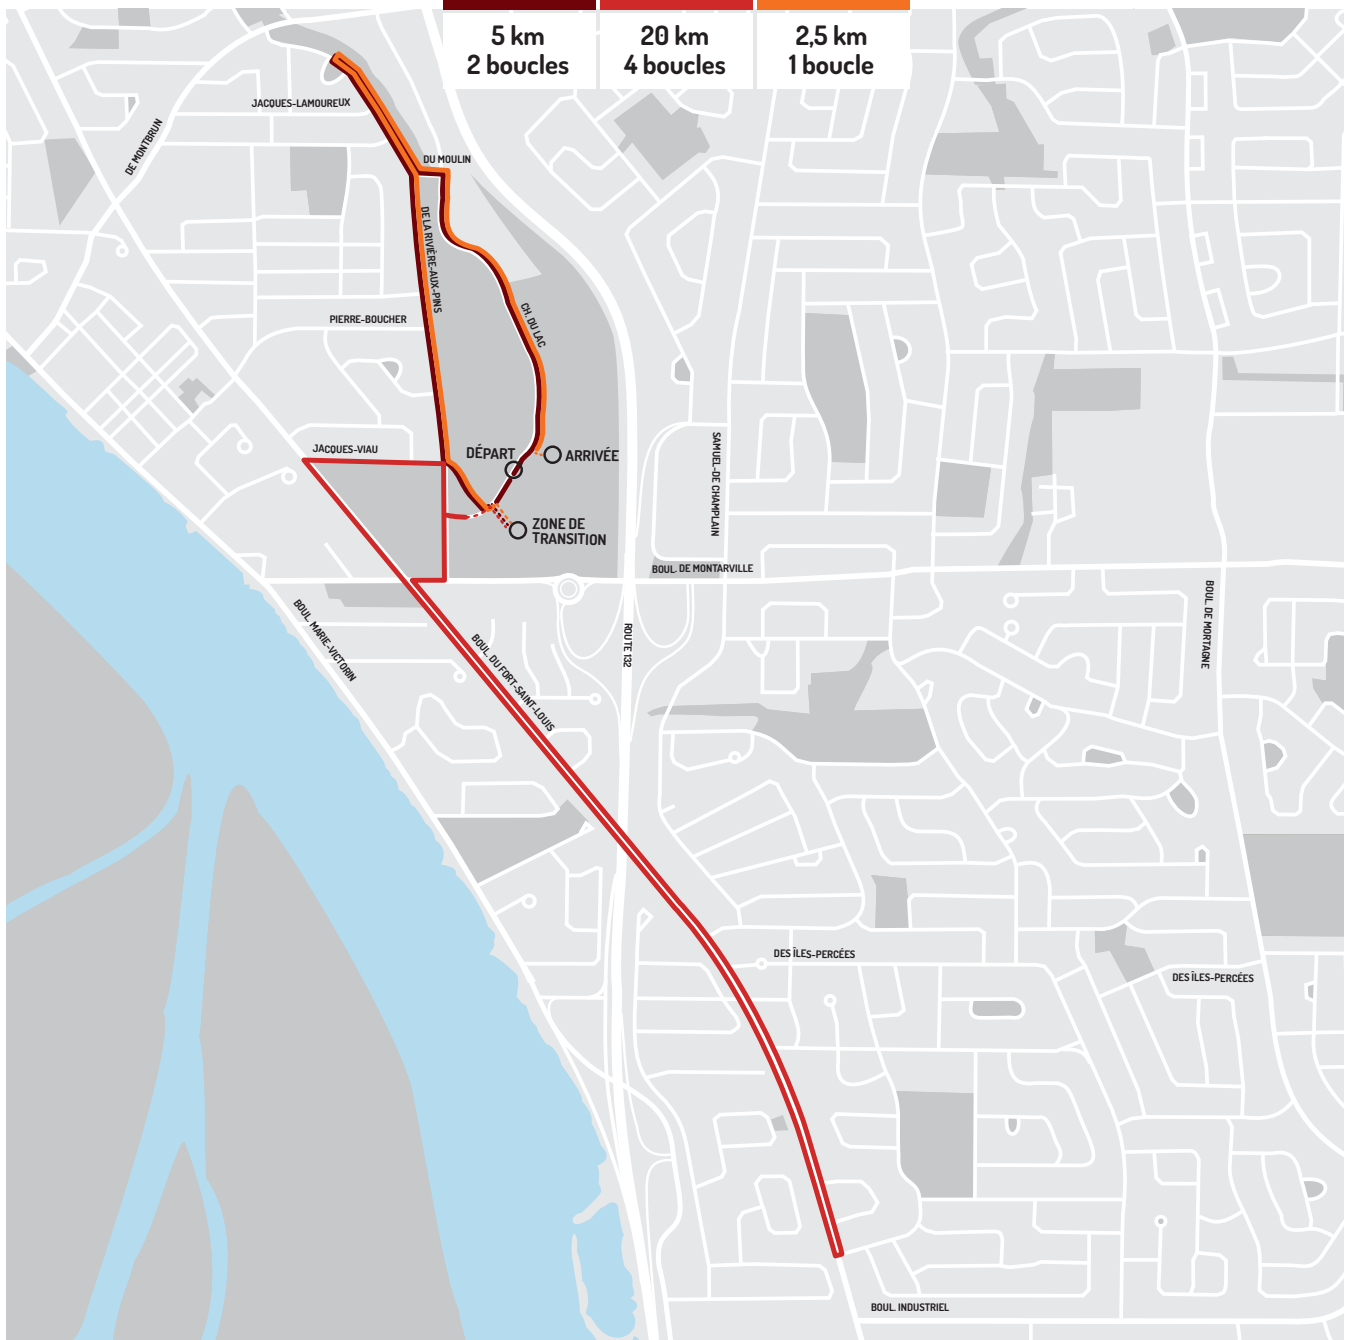 5 km
2 boucles
20 km
4 boucles
2,5 km
1 boucle
JACQUES-LAMOUREUX
DE MONTBRUN
DU MOULIN
DE LA RIVIÈRE-AUX-PINS
CH. DU LAC
PIERRE-BOUCHER
JACQUES-VIAU
DÉPART
ARRIVÉE
SAMUEL-DE CHAMPLAIN
ZONE DE
TRANSITION
BOUL. DE MONTARVILLE
BOUL. MARIE-VICTORIN
BOUL. DU FORT-SAINT-LOUIS
ROUTE 132
BOUL. DE MORTAGNE
DES ÎLES-PERCÉES
DES ÎLES-PERCÉES
BOUL. INDUSTRIEL